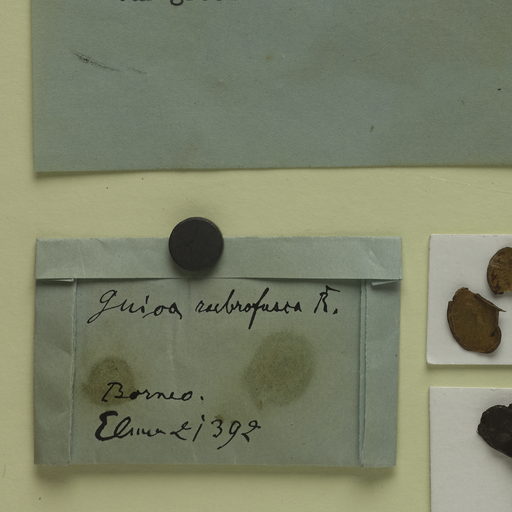 Guioa rubrofusca R.
Borneo.
Elmer 21392